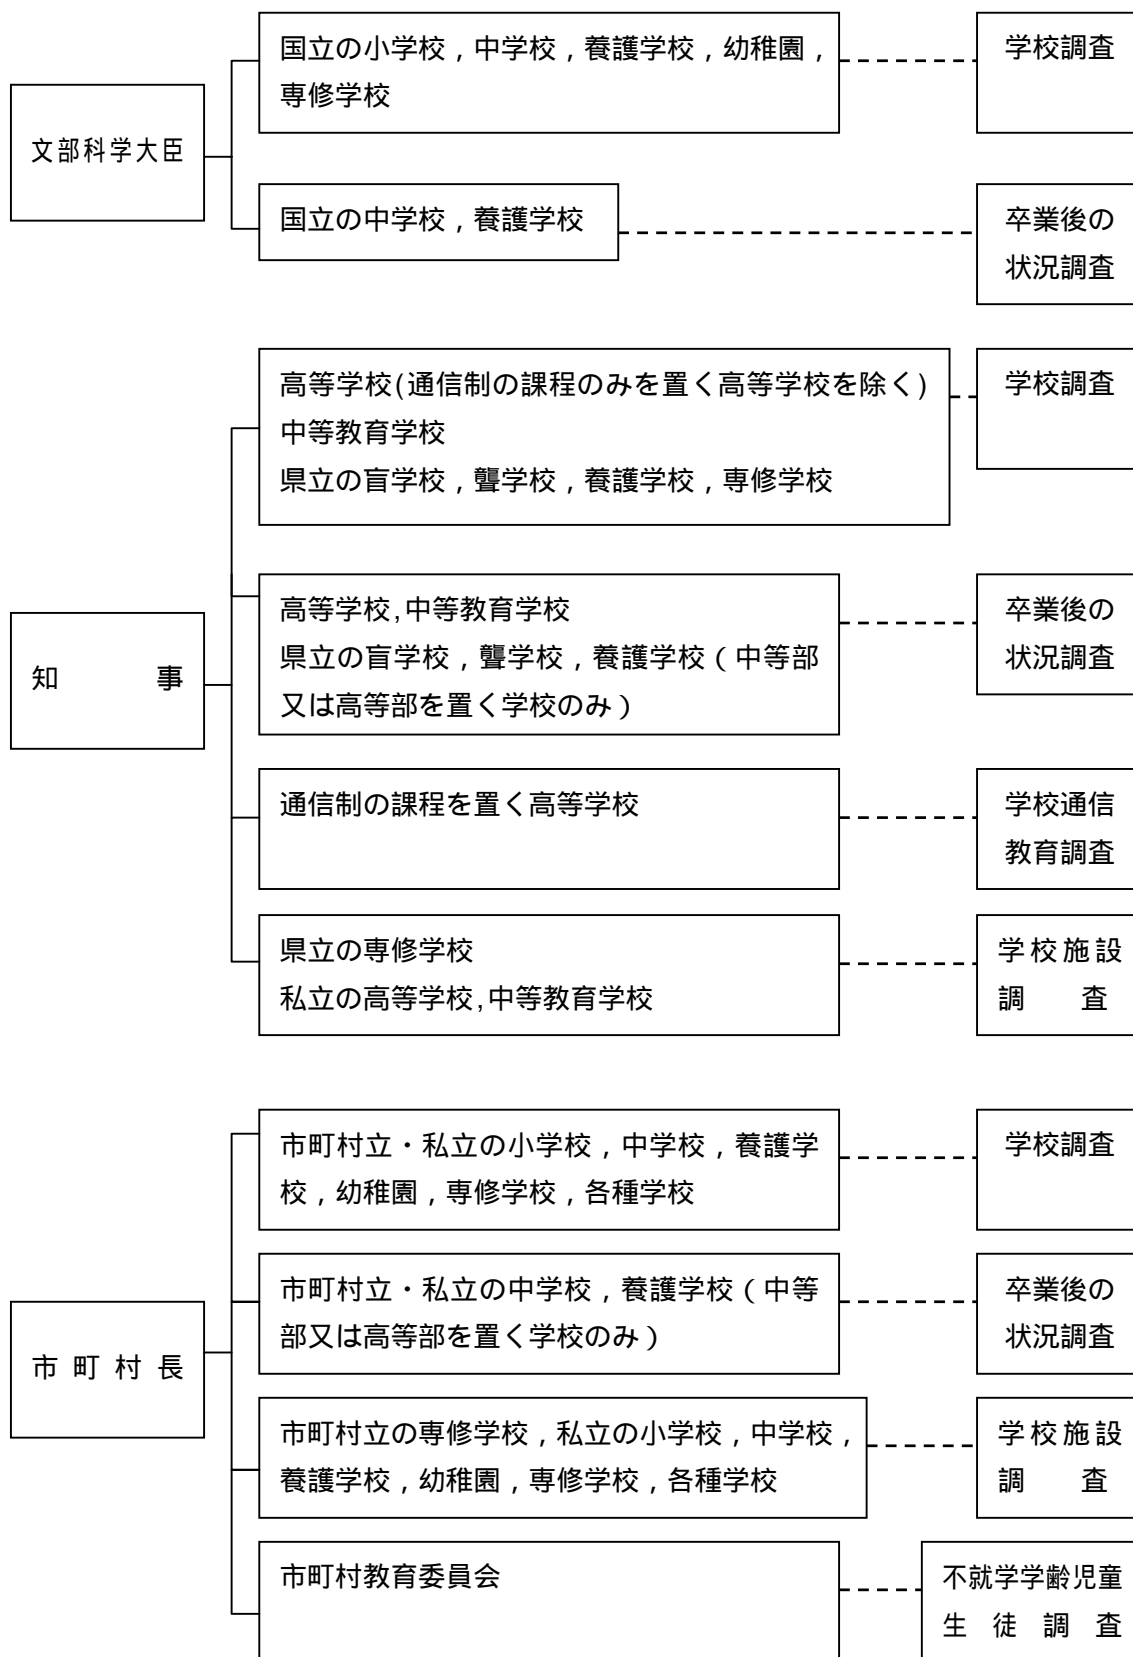 文部科学大臣
国立の小学校，中学校，養護学校，幼稚園，
専修学校
学校調査
国立の中学校，養護学校
卒業後の
状況調査
知事
高等学校(通信制の課程のみを置く高等学校を除く)
中等教育学校
県立の盲学校，聾学校，養護学校，専修学校
学校調査
高等学校,中等教育学校
県立の盲学校，聾学校，養護学校（中等部
又は高等部を置く学校のみ）
卒業後の
状況調査
通信制の課程を置く高等学校
学校通信
教育調査
県立の専修学校
私立の高等学校,中等教育学校
学校施設
調査
市町村長
市町村立・私立の小学校，中学校，養護学
校，幼稚園，専修学校，各種学校
学校調査
市町村立・私立の中学校，養護学校（中等
部又は高等部を置く学校のみ）
卒業後の
状況調査
市町村立の専修学校，私立の小学校，中学校，
養護学校，幼稚園，専修学校，各種学校
学校施設
調査
市町村教育委員会
不就学学齢児童
生徒調査